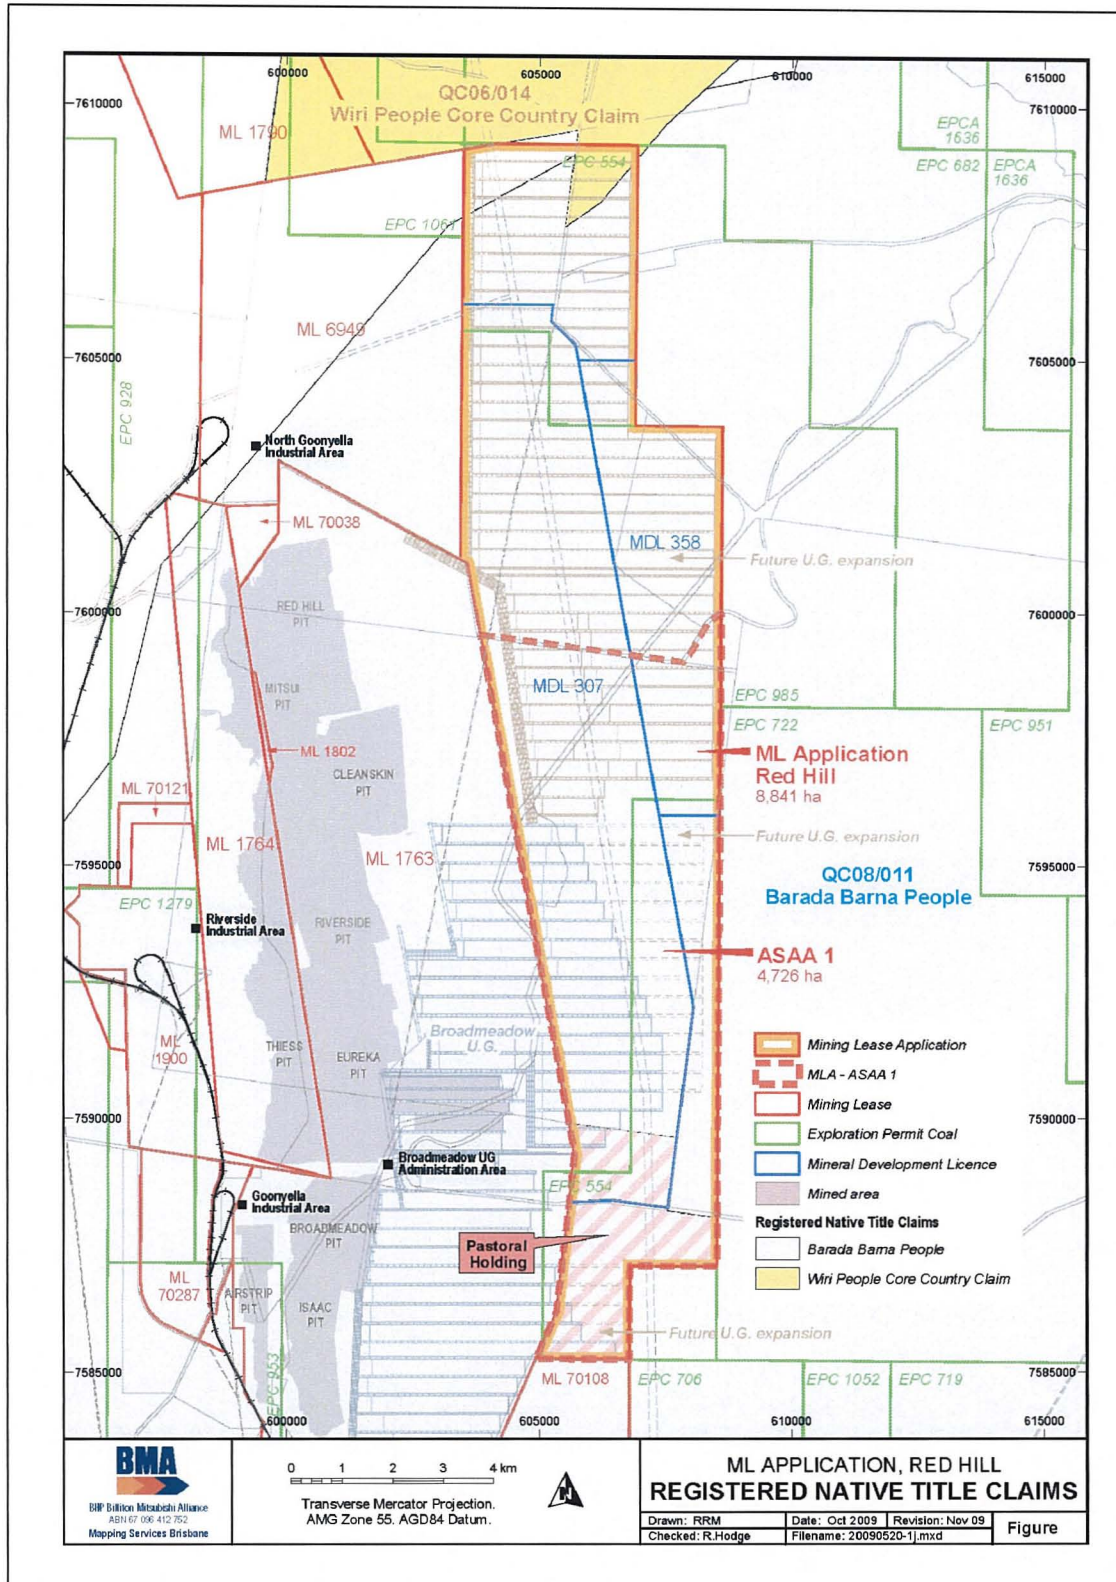 600000
605000
610000
615000
7610000
7610000
QC06/014
Wiri People Core Country Claim
ML 1790
EPCA
1636
EPC 682
EPCA
1636
EPC 554
EPC 1061
ML 6949
7605000
7605000
EPC 928
North Goonyella
Industrial Area
ML 70038
MDL 358
Future U.G. expansion
RED HILL
PIT
7600000
7600000
MITSUI
PIT
MDL 307
EPC 985
EPC 722
EPC 951
ML 1802
CLEANSKIN
PIT
ML Application
Red Hill
8,841 ha
ML 70121
ML 1764
ML 1763
Future U.G. expansion
7595000
7595000
QC08/011
Barada Barna People
EPC 1279
Riverside
Industrial Area
RIVERSIDE
PIT
ASAA 1
4,726 ha
ML
1900
THIESS
PIT
EUREKA
PIT
Broadmeadow
U.G.
Mining Lease Application
MLA - ASAA 1
Mining Lease
Exploration Permit Coal
Mineral Development Licence
Mined area
Registered Native Title Claims
Barada Barna People
Wiri People Core Country Claim
7590000
7590000
Broadmeadow UG
Administration Area
Goonyella
Industrial Area
EPC 554
BROADMEADOW
PIT
Pastoral
Holding
ML
70287
AIRSTRIP
PIT
ISAAC
PIT
Future U.G. expansion
7585000
7585000
EPC 953
ML 70108
EPC 706
EPC 1052
EPC 719
600000
605000
610000
615000
BMA
BHP Billiton Mitsubishi Alliance
ABN 67 096 412 752
Mapping Services Brisbane
0 1 2 3 4 km
Transverse Mercator Projection.
AMG Zone 55. AGD84 Datum.
N
ML APPLICATION, RED HILL
REGISTERED NATIVE TITLE CLAIMS
Drawn: RRM
Date: Oct 2009
Revision: Nov 09
Checked: R.Hodge
Filename: 20090520-1j.mxd
Figure